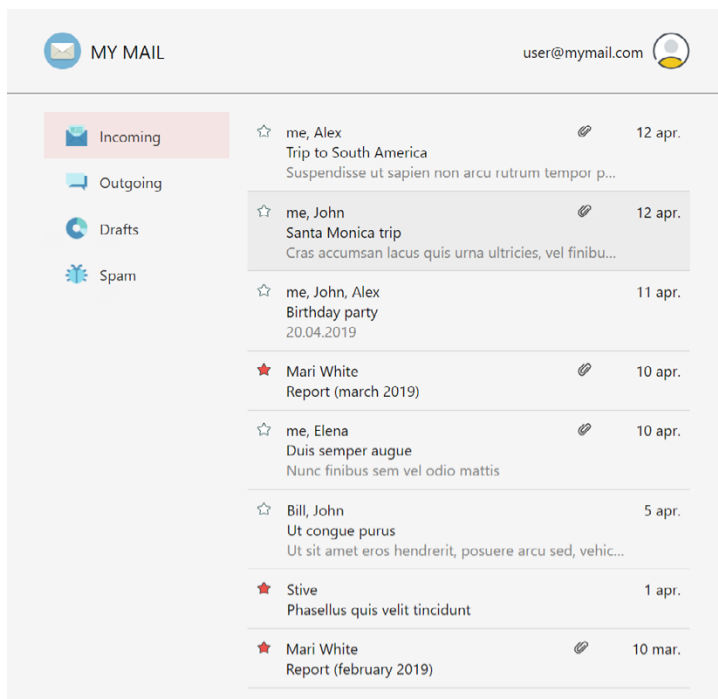 MY MAIL
user@mymail.com
Incoming
Outgoing
Drafts
Spam
me, Alex 12 apr.
Trip to South America
Suspendisse ut sapien non arcu rutrum tempor p...
me, John 12 apr.
Santa Monica trip
Cras accumsan lacus quis urna ultricies, vel finibu...
me, John, Alex 11 apr.
Birthday party
20.04.2019
Mari White 10 apr.
Report (march 2019)
me, Elena 10 apr.
Duis semper augue
Nunc finibus sem vel odio mattis
Bill, John 5 apr.
Ut congue purus
Ut sit amet eros hendrerit, posuere arcu sed, vehic...
Stive 1 apr.
Phasellus quis velit tincidunt
Mari White 10 mar.
Report (february 2019)